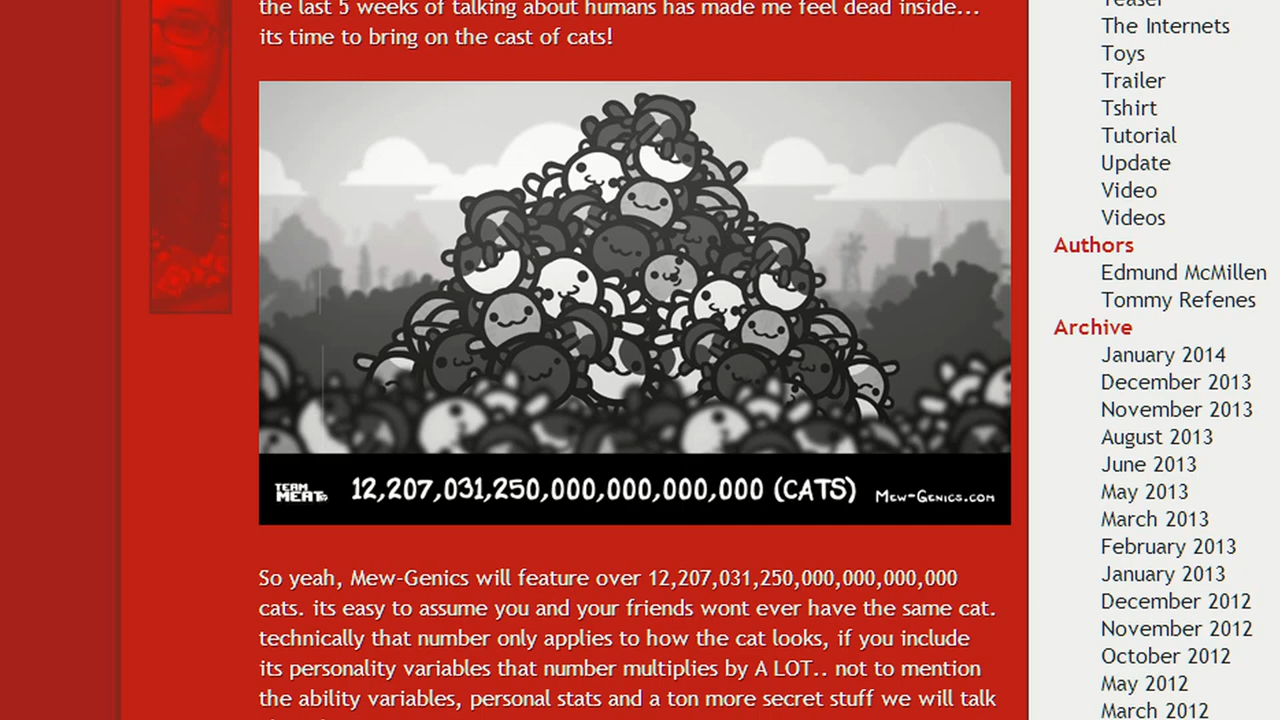 the last 5 weeks of talking about humans has made me feel dead inside...
its time to bring on the cast of cats!
TEAM
MEAT
12,207,031,250,000,000,000,000 (CATS)
MEW-GENICS.COM
So yeah, Mew-Genics will feature over 12,207,031,250,000,000,000,000
cats. its easy to assume you and your friends wont ever have the same cat.
technically that number only applies to how the cat looks, if you include
its personality variables that number multiplies by A LOT.. not to mention
the ability variables, personal stats and a ton more secret stuff we will talk
Teaser
The Internets
Toys
Trailer
Tshirt
Tutorial
Update
Video
Videos
Authors
Edmund McMillen
Tommy Refenes
Archive
January 2014
December 2013
November 2013
August 2013
June 2013
May 2013
March 2013
February 2013
January 2013
December 2012
November 2012
October 2012
May 2012
March 2012